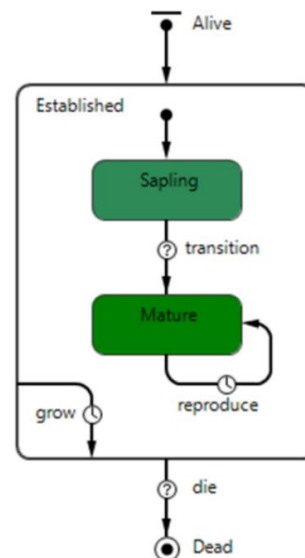 Alive
Established
Sapling
? transition
Mature
reproduce
grow
? die
Dead